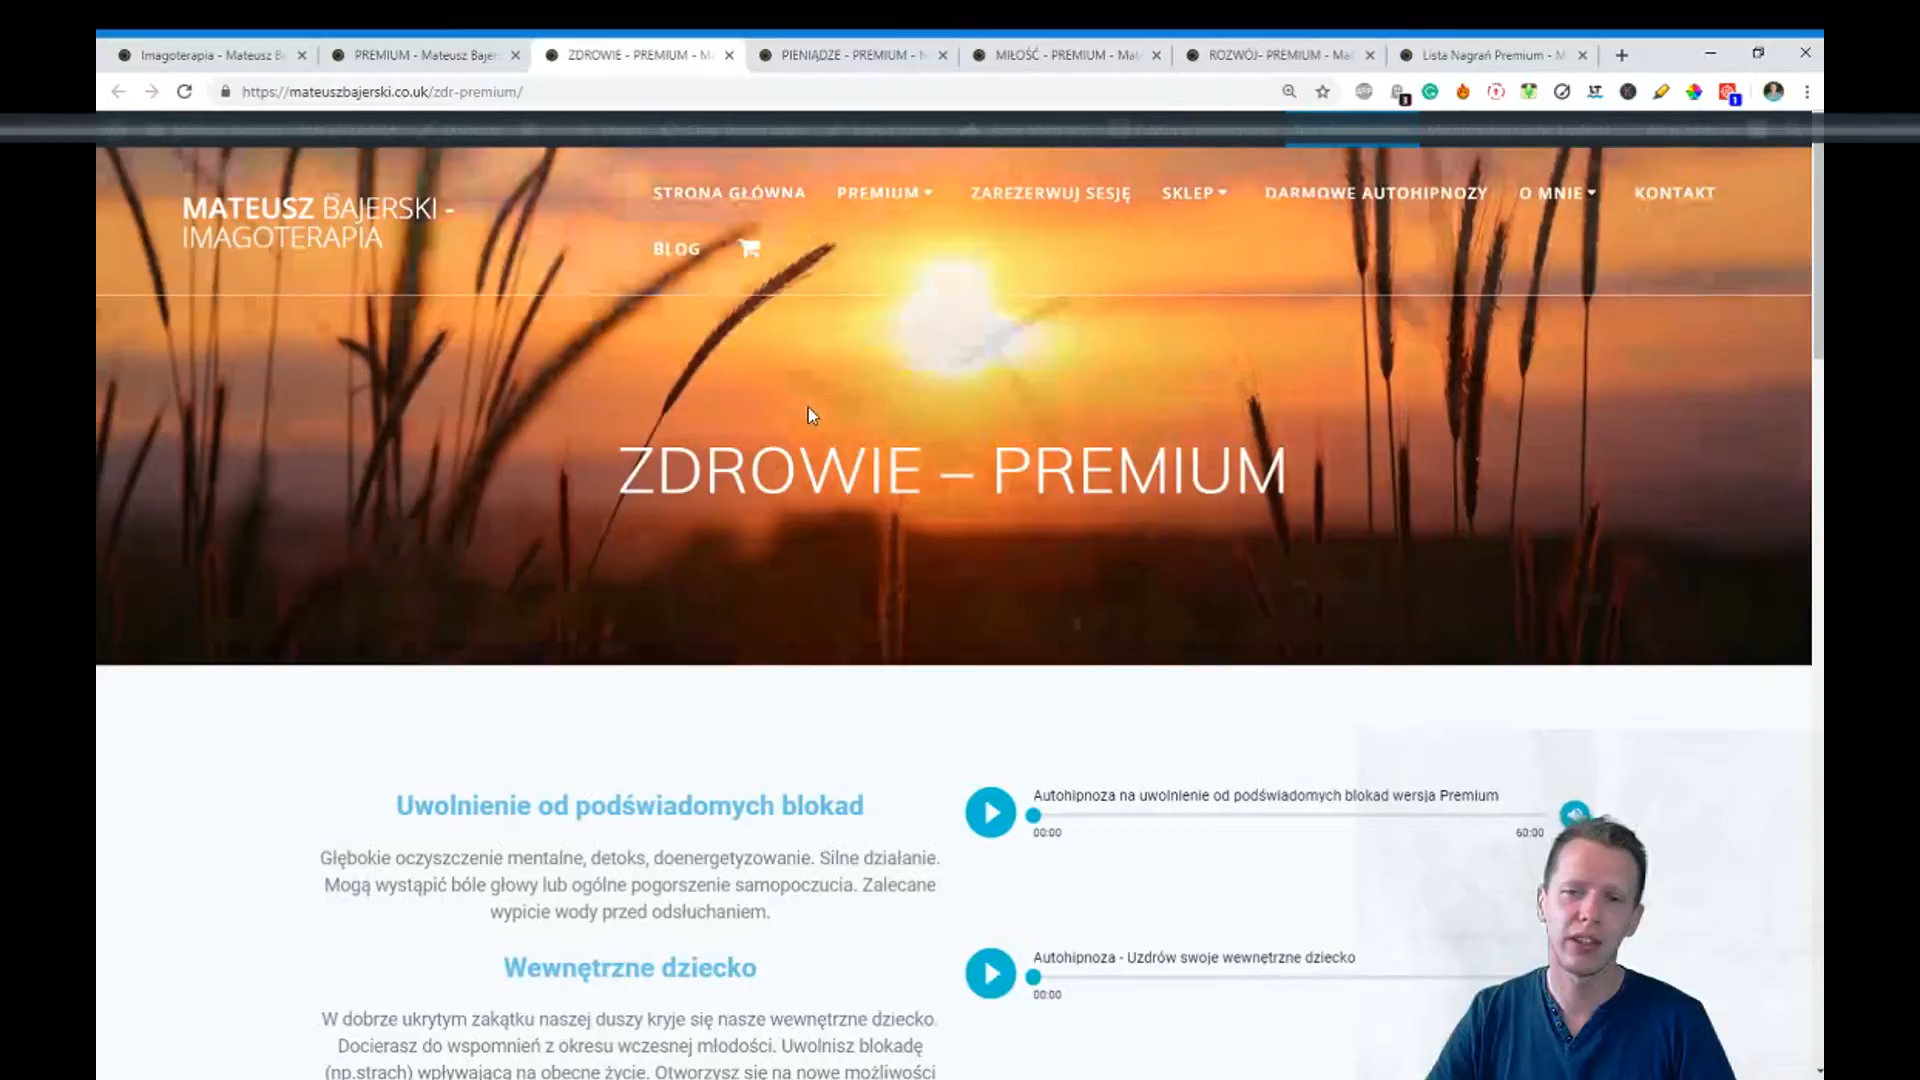 Imagoterapia - Mateusz B
PREMIUM - Mateusz Bajer
ZDROWIE - PREMIUM - M
PIENIĄDZE - PREMIUM -
MIŁOŚĆ - PREMIUM - Mat
ROZWÓJ- PREMIUM - Ma
Lista Nagrań Premium - M
https://mateuszbajerski.co.uk/zdr-premium/
MATEUSZ BAJERSKI -
IMAGOTERAPIA
STRONA GŁÓWNA
PREMIUM
ZAREZERWUJ SESJĘ
SKLEP
DARMOWE AUTOHIPNOZY
O MNIE
KONTAKT
BLOG
ZDROWIE – PREMIUM
Uwolnienie od podświadomych blokad
Głębokie oczyszczenie mentalne, detoks, doenergetyzowanie. Silne działanie.
Mogą wystąpić bóle głowy lub ogólne pogorszenie samopoczucia. Zalecane
wypicie wody przed odsłuchaniem.
Autohipnoza na uwolnienie od podświadomych blokad wersja Premium
00:00
60:00
Wewnętrzne dziecko
W dobrze ukrytym zakątku naszej duszy kryje się nasze wewnętrzne dziecko.
Docierasz do wspomnień z okresu wczesnej młodości. Uwolnisz blokadę
(np.strach) wpływającą na obecne życie. Otworzysz się na nowe możliwości
Autohipnoza - Uzdrów swoje wewnętrzne dziecko
00:00